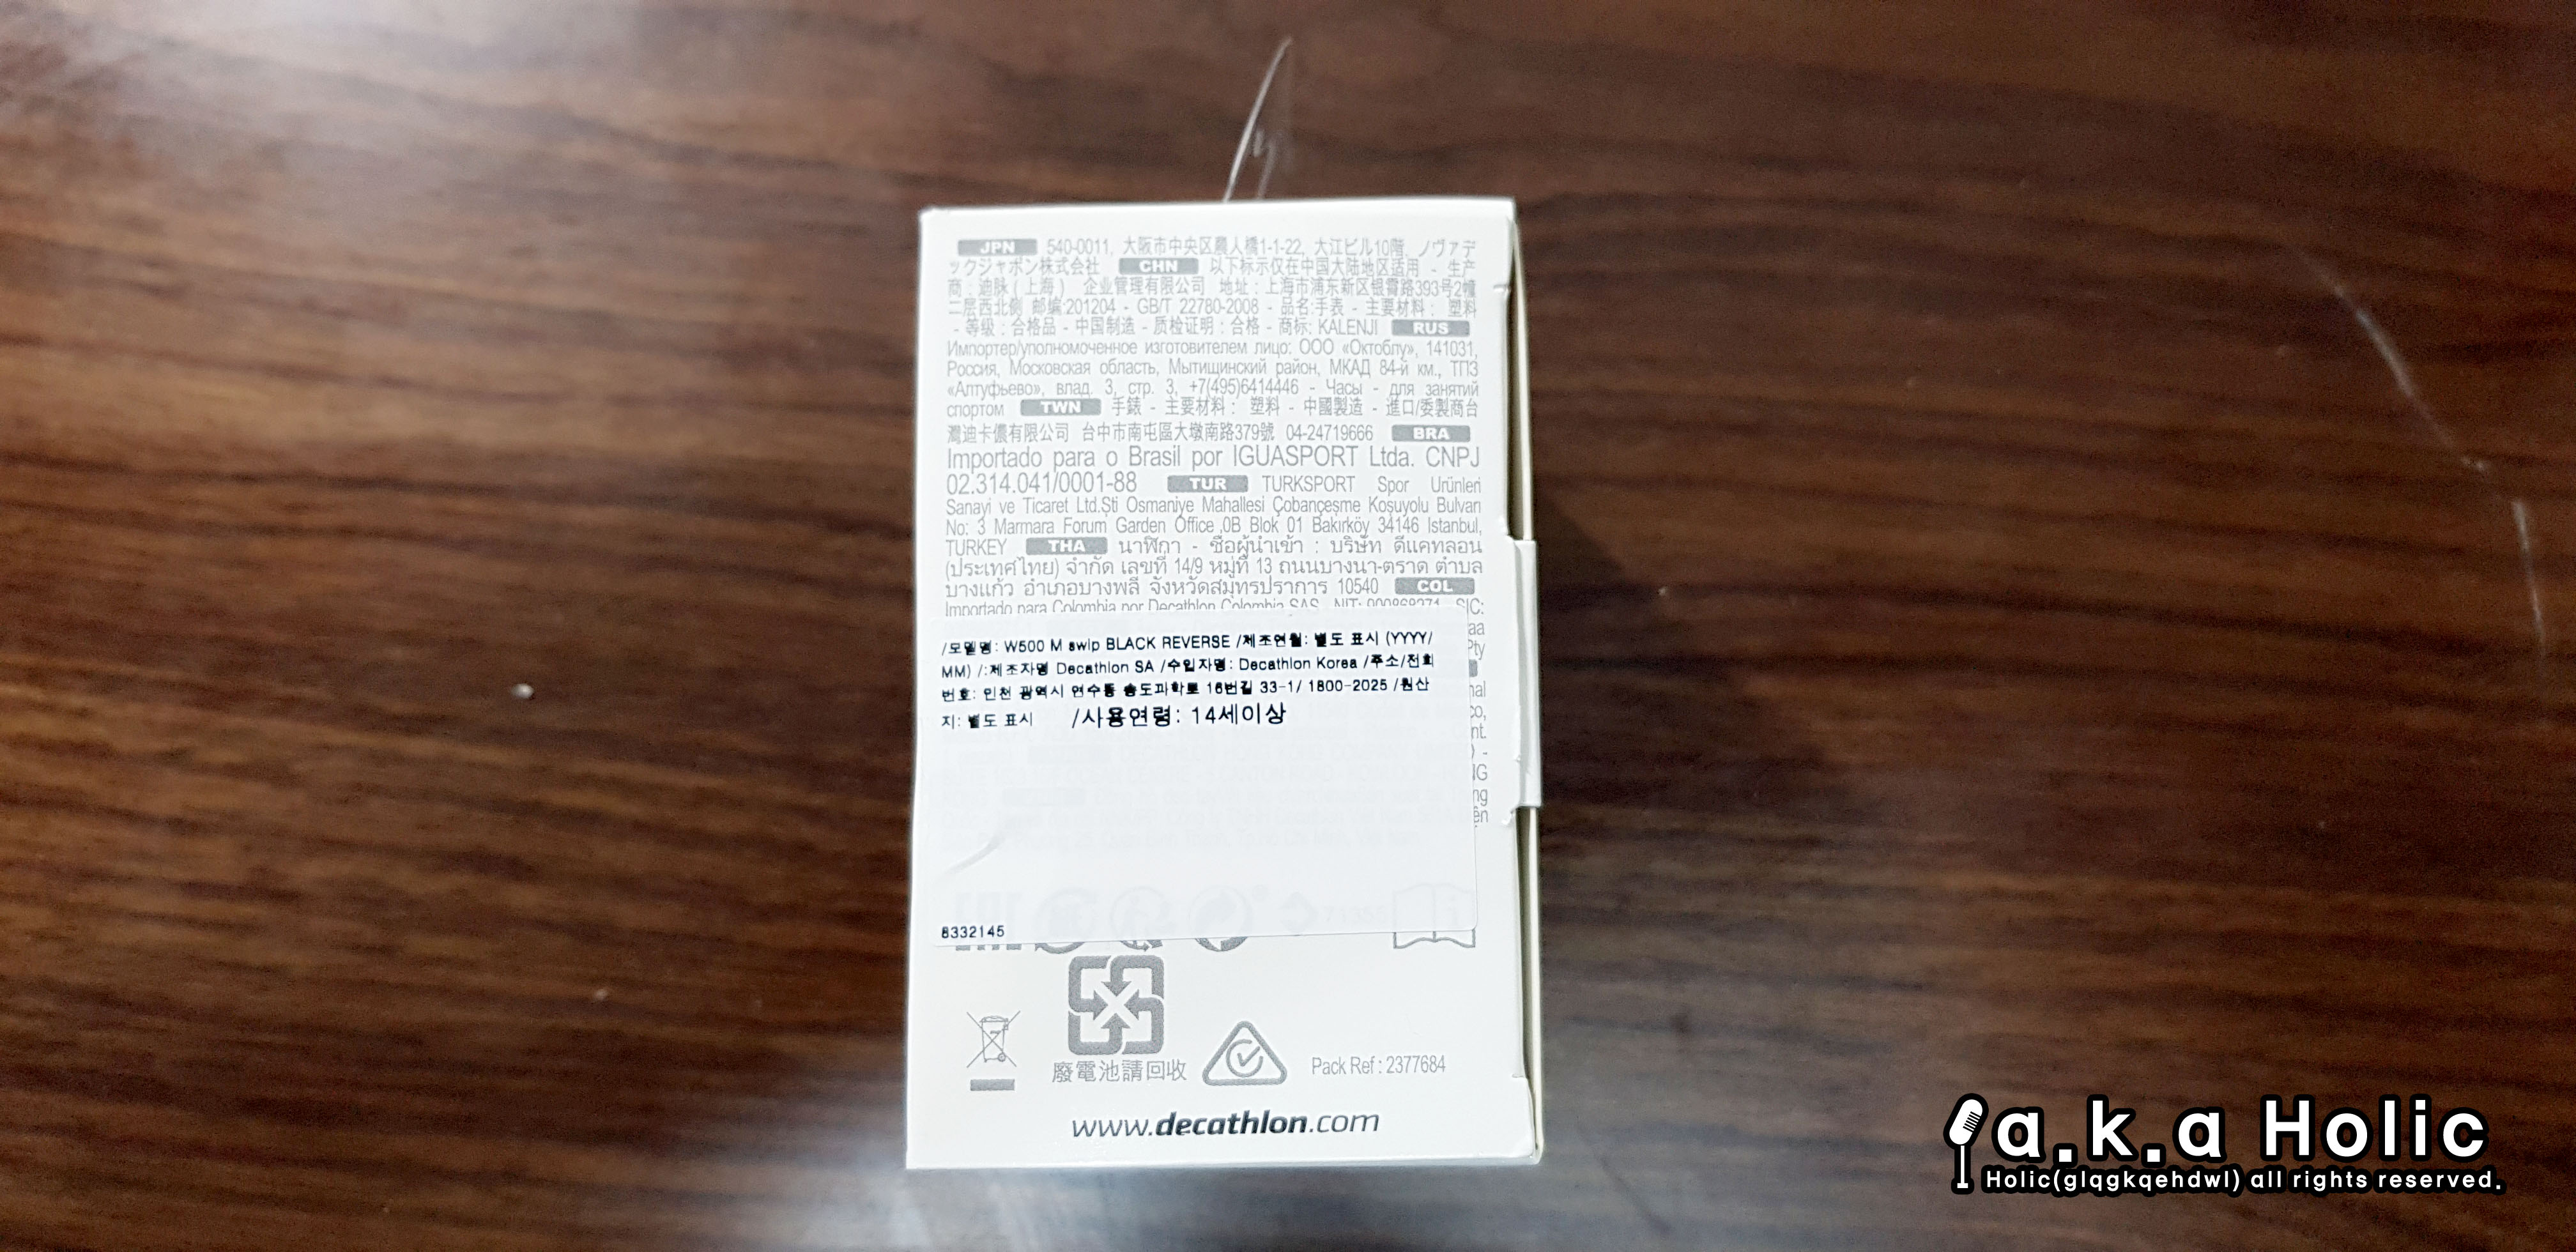 JPN 540-0011, 大阪市中央区農人橋1-1-22, 大江ビル10階、ノヴァデ
ックジャポン株式会社 CHN 以下标示仅在中国大陆地区适用 - 生产
商：迪脉（上海） 企业管理有限公司 地址：上海市浦东新区银霄路393号2幢
二层西北侧 邮编:201204 - GB/T 22780-2008 - 品名:手表 - 主要材料： 塑料
- 等级：合格品 - 中国制造 - 质检证明：合格 - 商标: KALENJI RUS
Импортер/уполномоченное изготовителем лицо: ООО «Октоблу», 141031,
Россия, Московская область, Мытищинский район, МКАД 84-й км., ТПЗ
«Алтуфьево», влад. 3, стр. 3, +7(495)6414446 - Часы - для занятий
спортом TWN 手錶 - 主要材料： 塑料 - 中國製造 - 進口/委製商台
灣迪卡儂有限公司 台中市南屯區大墩南路379號 04-24719666 BRA
Importado para o Brasil por IGUASPORT Ltda. CNPJ
02.314.041/0001-88 TUR TURKSPORT Spor Urünleri
Sanayi ve Ticaret Ltd.Şti Osmaniye Mahallesi Çobançeşme Koşuyolu Bulvarı
No: 3 Marmara Forum Garden Office ,0B Blok 01 Bakırköy 34146 Istanbul,
TURKEY THA นาฬิกา - ชื่อผู้นำเข้า : บริษัท ดีแคทลอน
(ประเทศไทย) จำกัด เลขที่ 14/9 หมู่ที่ 13 ถนนบางนา-ตราด ตำบล
บางแก้ว อำเภอบางพลี จังหวัดสมุทรปราการ 10540 COL
Importado para Colombia por Decathlon Colombia SAS NIT: SIC:
/모델명: W500 M swip BLACK REVERSE /제조연월: 별도 표시 (YYYY/
MM) /:제조자명 Decathlon SA /수입자명: Decathlon Korea /주소/전화
번호: 인천 광역시 연수동 송도과학로 16번길 33-1/ 1800-2025 /원산
지: 별도 표시 /사용연령: 14세이상
8332145
廢電池請回收
Pack Ref : 2377684
www.decathlon.com
a.k.a Holic
Holic(glqgkqehdwl) all rights reserved.